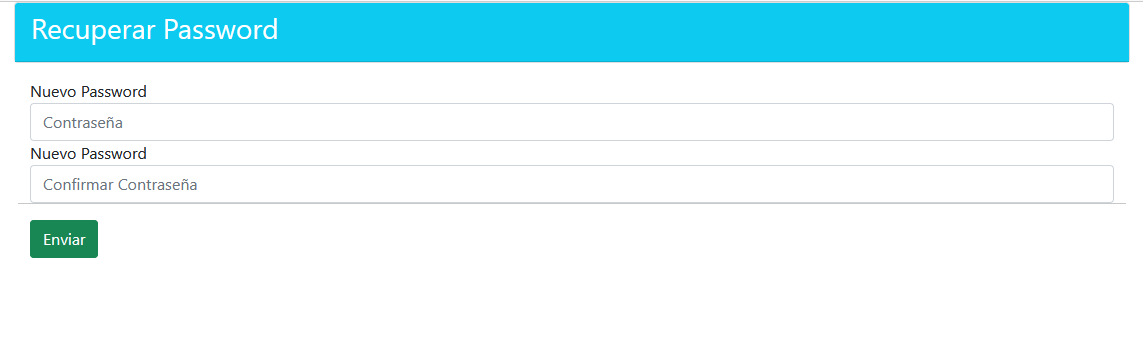 Recuperar Password
Nuevo Password
Contraseña
Nuevo Password
Confirmar Contraseña
Enviar